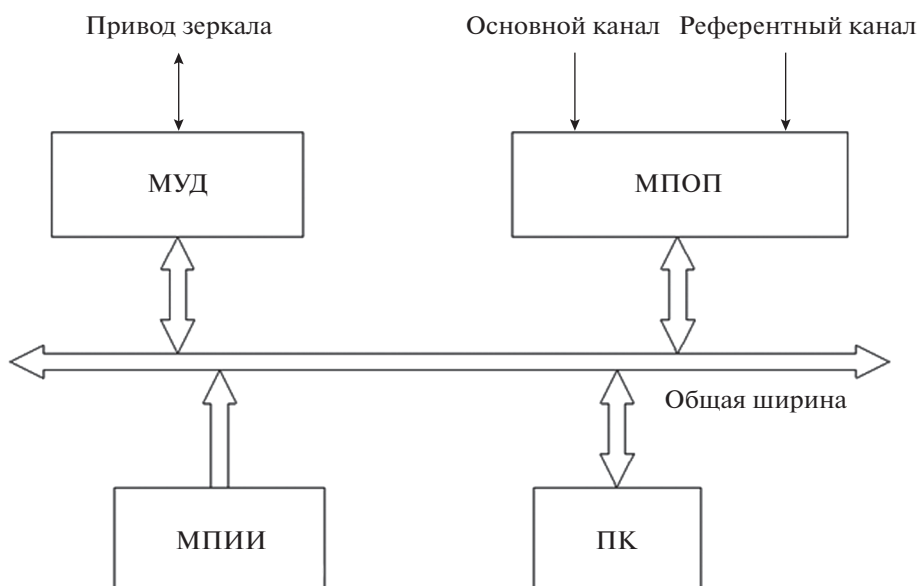 Привод зеркала
Основной канал Референтный канал
МУД
МПОП
Общая ширина
МПИИ
ПК